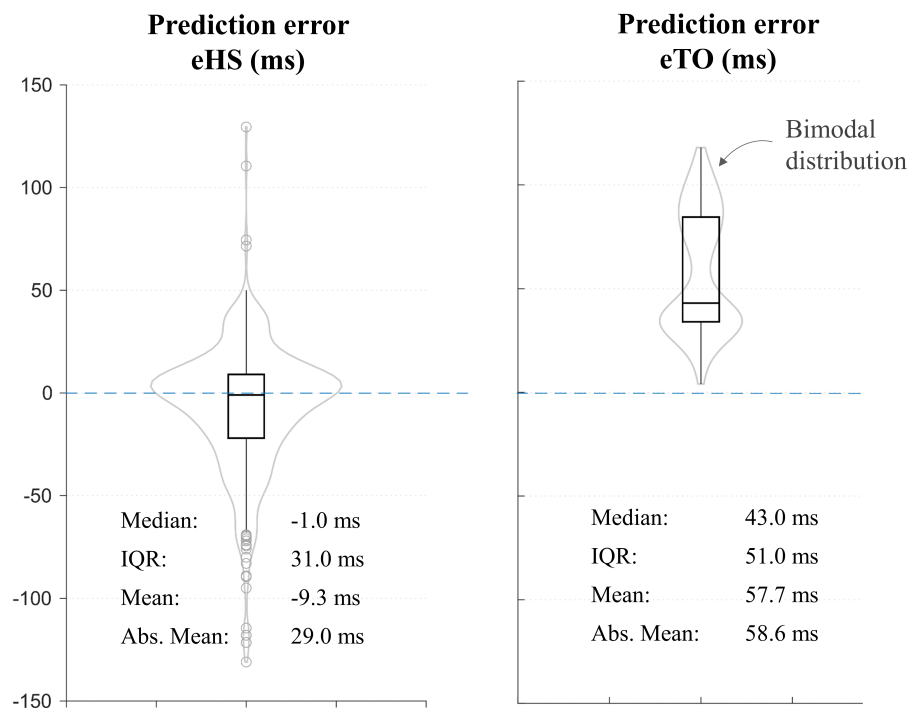 Prediction error
eHS (ms)
Prediction error
eTO (ms)
150
100
50
0
-50
-100
-150
Bimodal
distribution
Median: -1.0 ms
IQR: 31.0 ms
Mean: -9.3 ms
Abs. Mean: 29.0 ms
Median: 43.0 ms
IQR: 51.0 ms
Mean: 57.7 ms
Abs. Mean: 58.6 ms